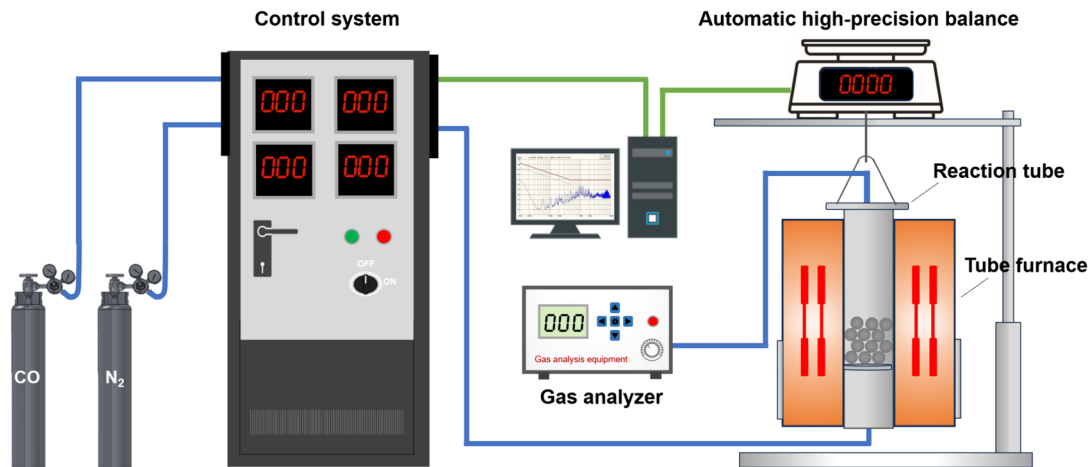 Control system
Automatic high-precision balance
000
000
000
000
0000
Reaction tube
OFF
ON
Tube furnace
000
Gas analysis equipment
CO
N₂
Gas analyzer